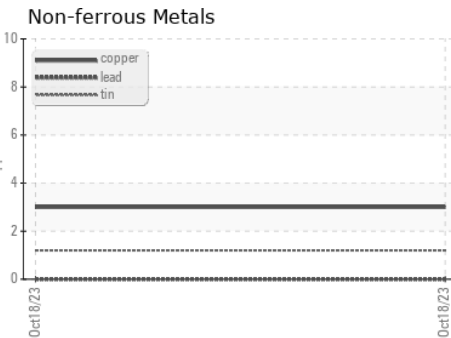 Non-ferrous Metals
10
copper
lead
tin
8
6
4
2
0
Oct18/23
Oct18/23